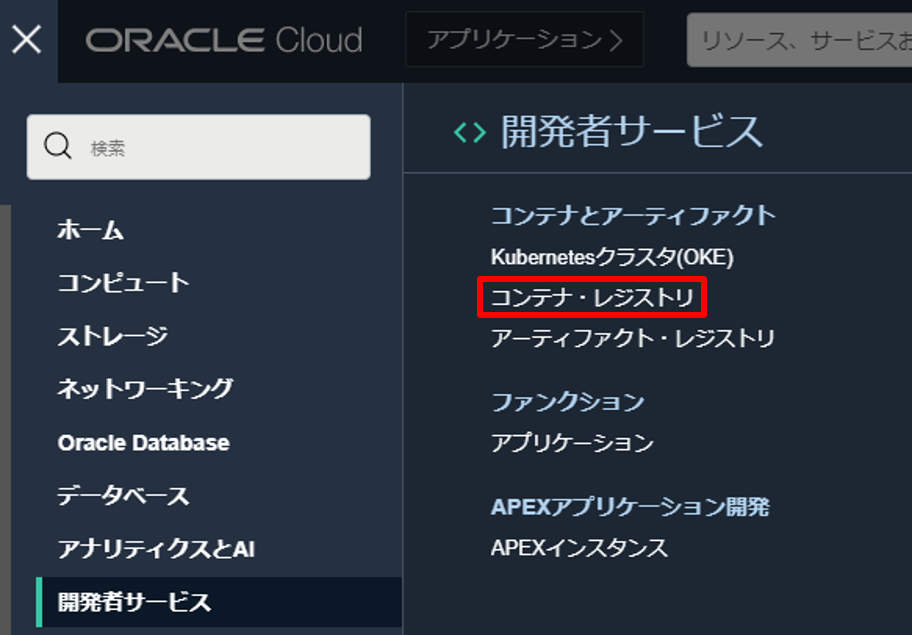 ORACLE Cloud
アプリケーション
リソース、サービスお
検索
ホーム
コンピュート
ストレージ
ネットワーキング
Oracle Database
データベース
アナリティクスとAI
開発者サービス
開発者サービス
コンテナとアーティファクト
Kubernetesクラスタ(OKE)
コンテナ・レジストリ
アーティファクト・レジストリ
ファンクション
アプリケーション
APEXアプリケーション開発
APEXインスタンス